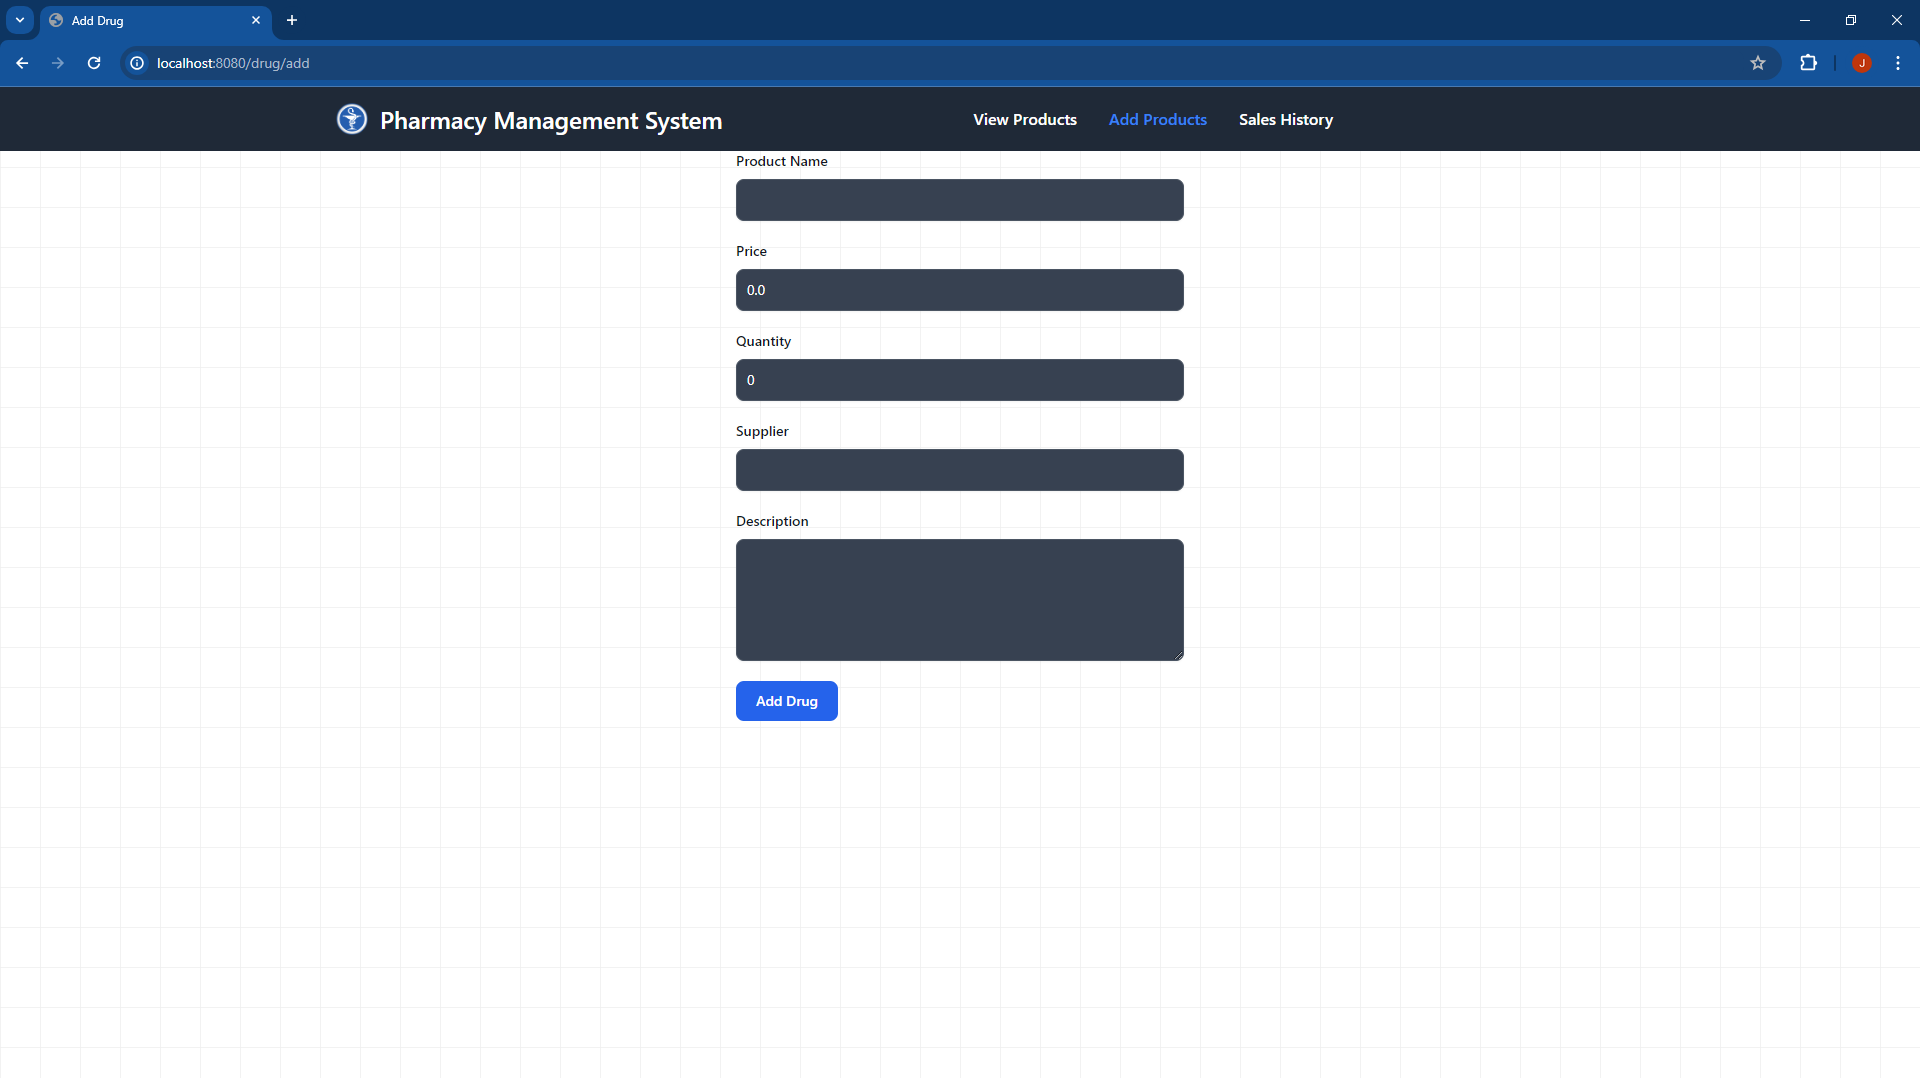 Add Drug
localhost:8080/drug/add
J
Pharmacy Management System
View Products
Add Products
Sales History
Product Name
Price
0.0
Quantity
0
Supplier
Description
Add Drug